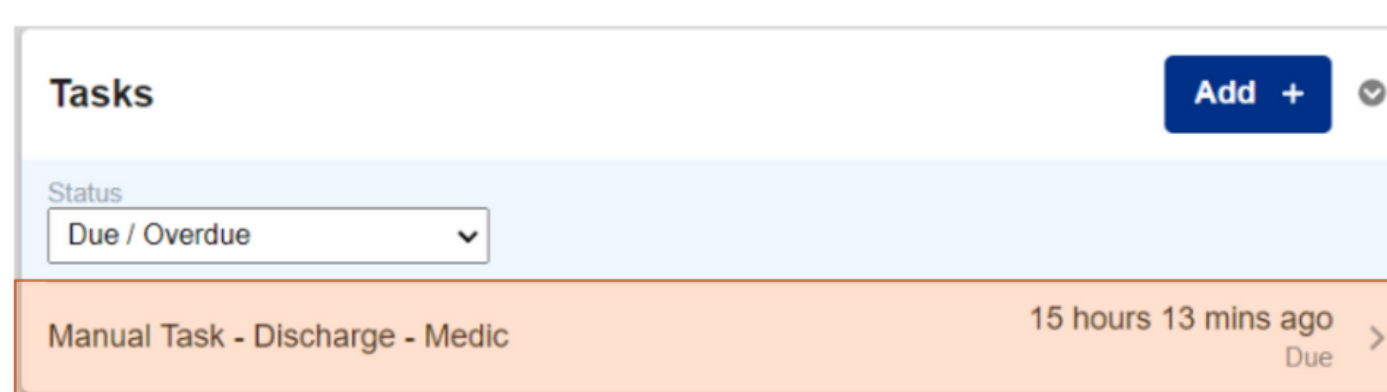 Tasks
Add +
Status
Due / Overdue
Manual Task - Discharge - Medic
15 hours 13 mins ago
Due